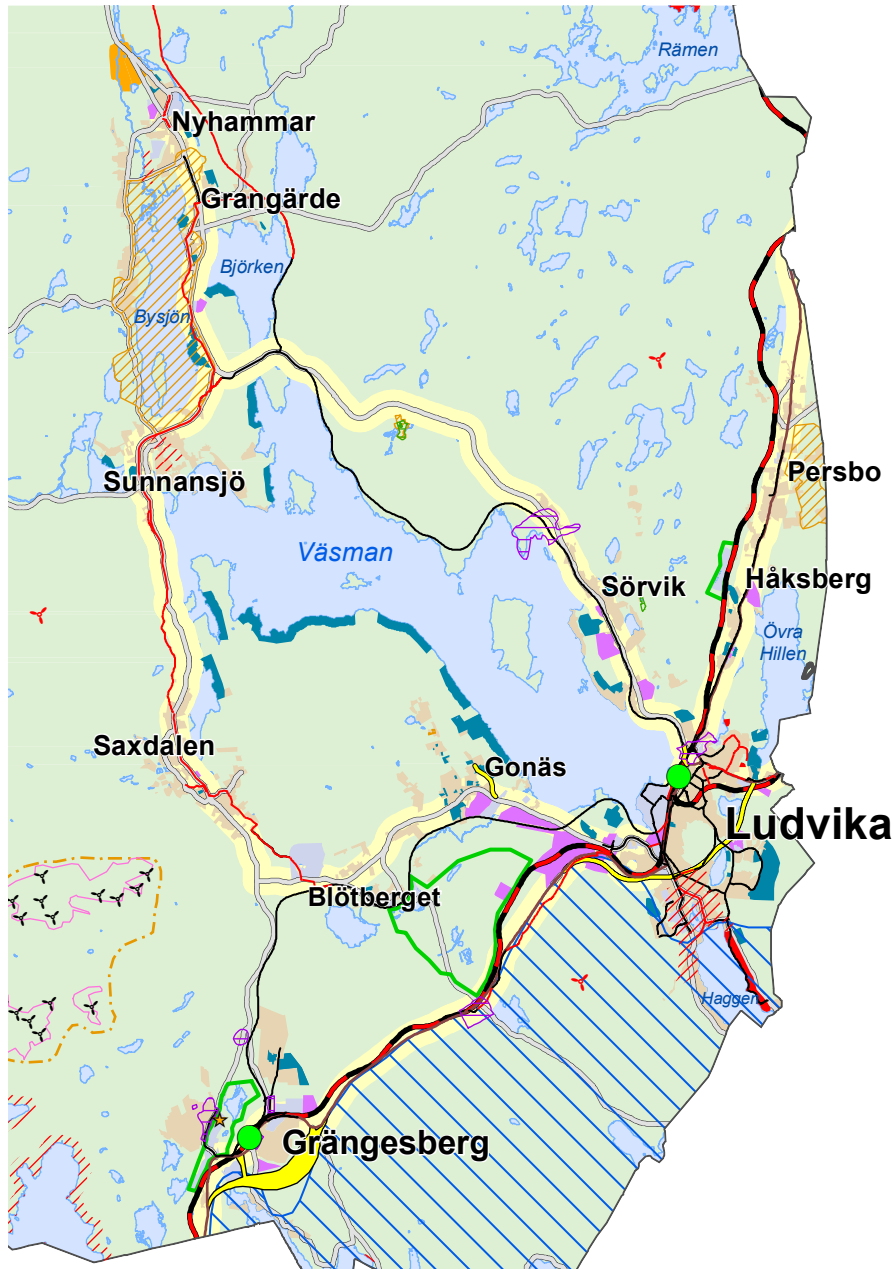 Rämen
Nyhammar
Grangärde
Björken
Bysjön
Sunnansjö
Persbo
Väsman
Sörvik
Håksberg
Övra
Hillen
Saxdalen
Gonäs
Ludvika
Blötberget
Haggen
Grängesberg